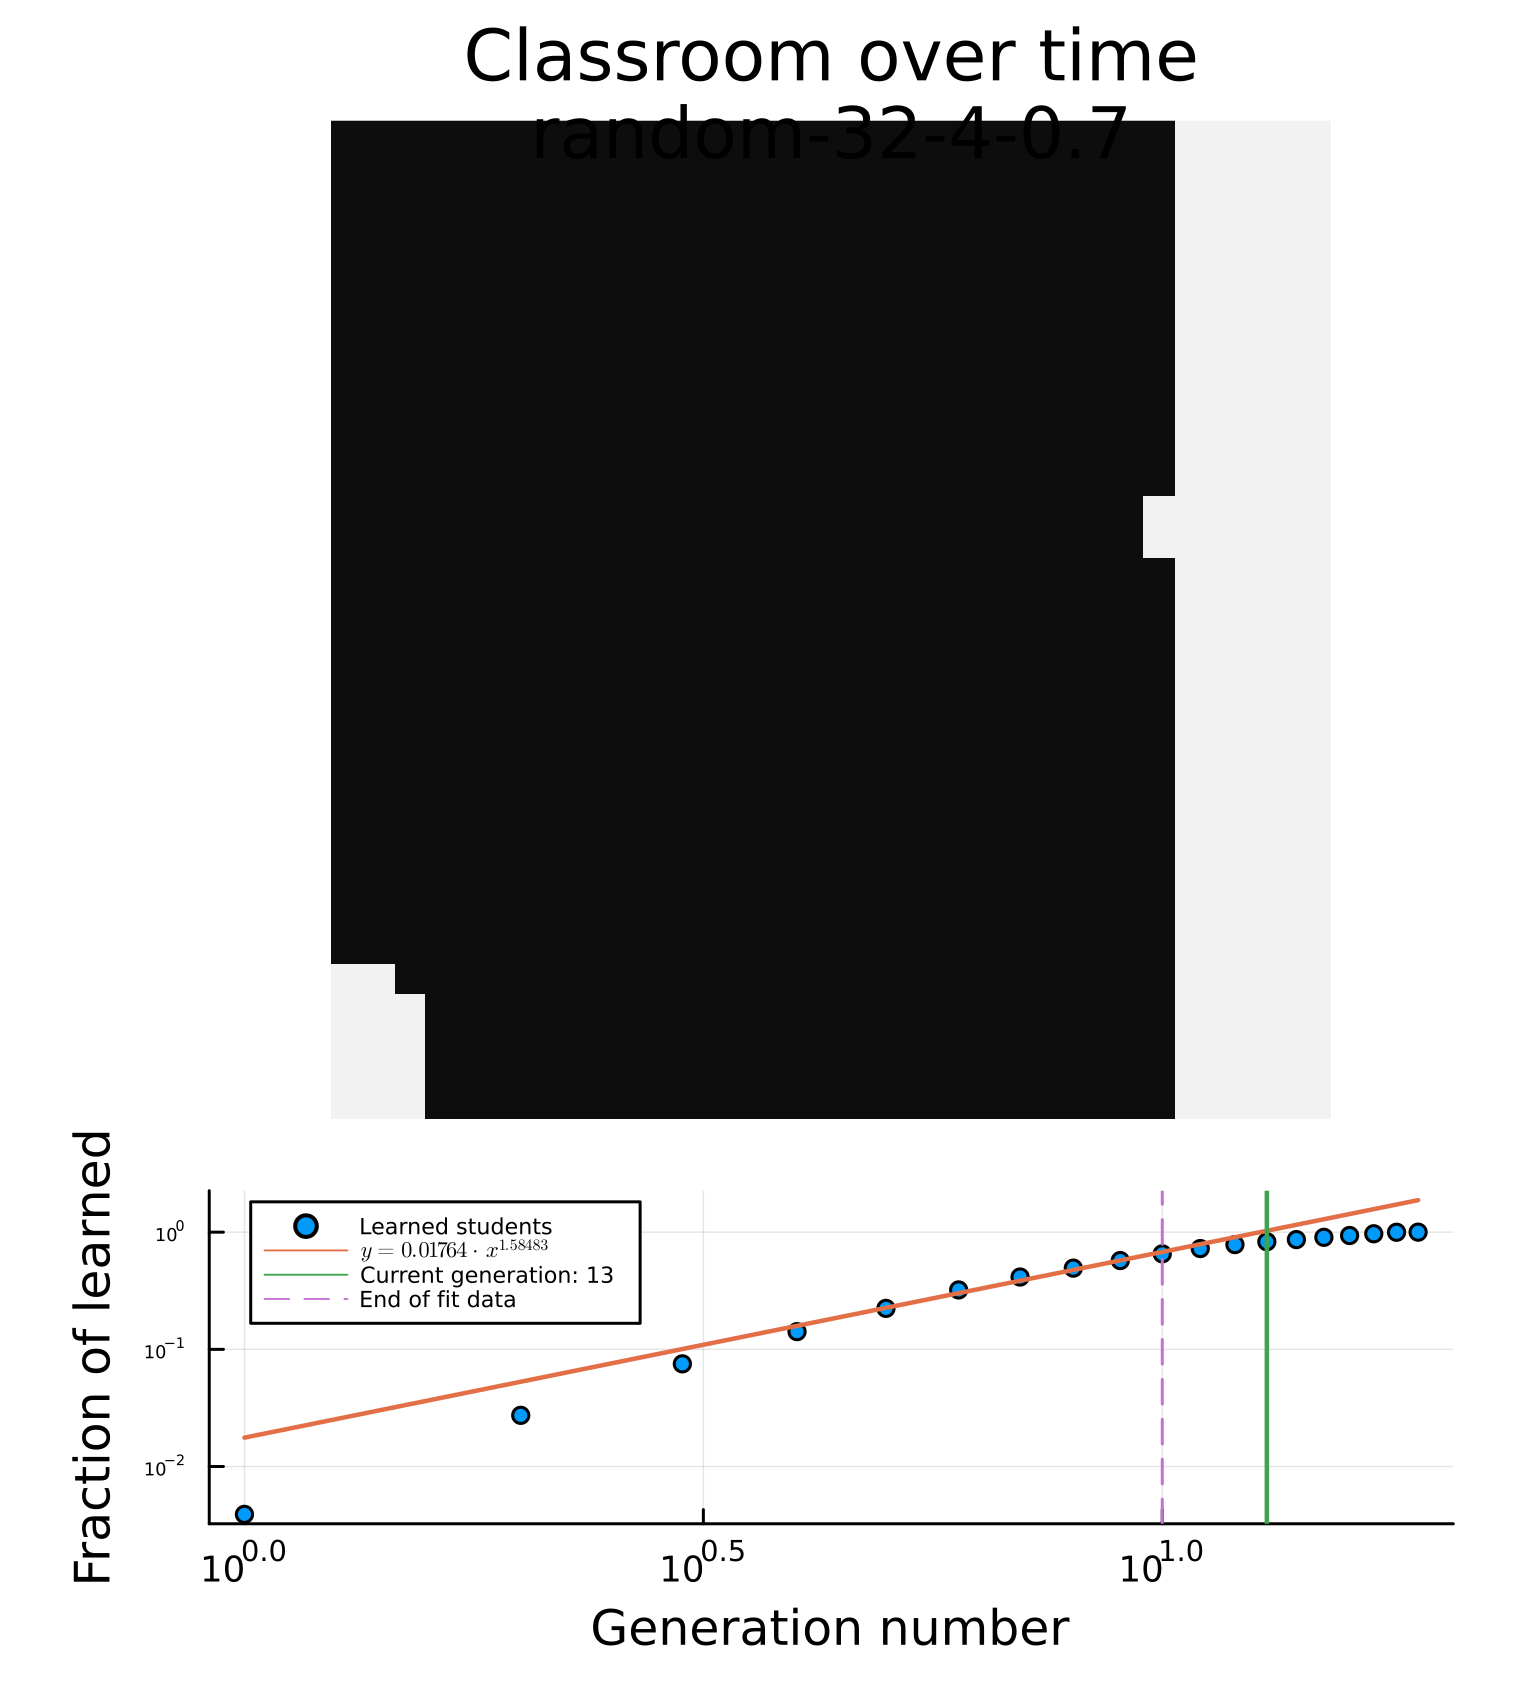 Classroom over time
random-32-4-0.7
Fraction of learned
10⁰
10⁻¹
10⁻²
Learned students
y = 0.01764 · x^1.58483
Current generation: 13
End of fit data
10^0.0
10^0.5
10^1.0
Generation number